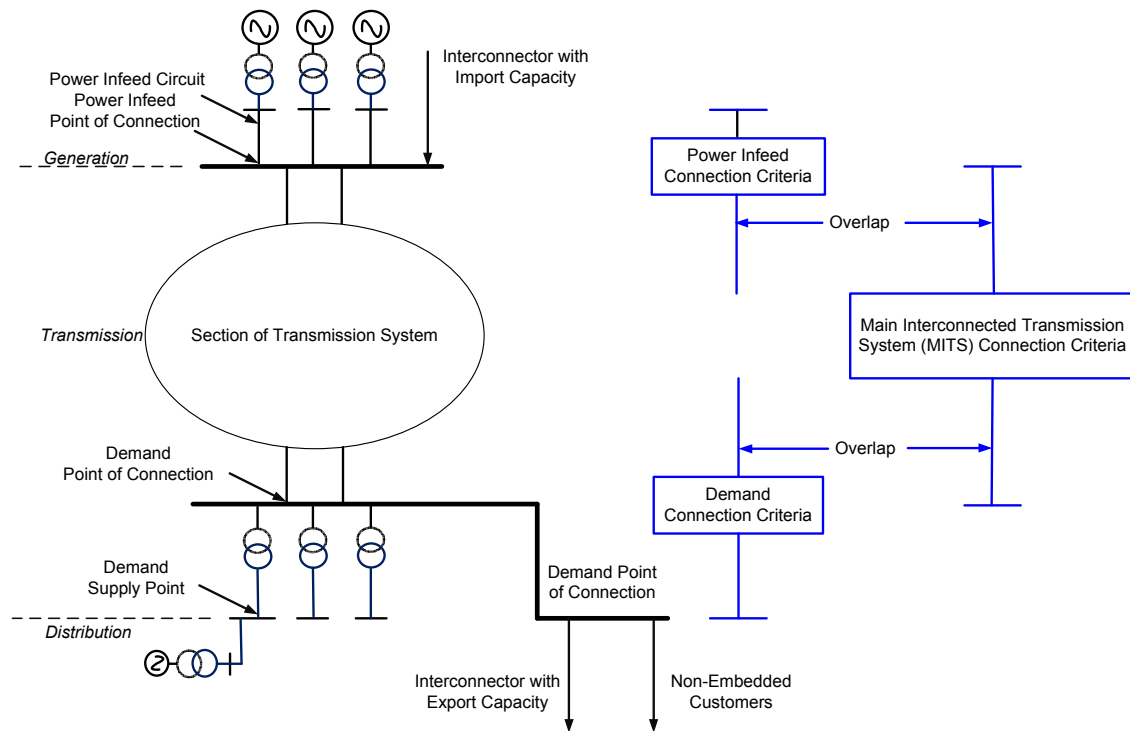 Interconnector with
Import Capacity
Power Infeed Circuit
Power Infeed
Point of Connection
Generation
Power Infeed
Connection Criteria
Overlap
Transmission
Section of Transmission System
Main Interconnected Transmission
System (MITS) Connection Criteria
Demand
Point of Connection
Overlap
Demand
Connection Criteria
Demand
Supply Point
Demand Point
of Connection
Distribution
Interconnector with
Export Capacity
Non-Embedded
Customers